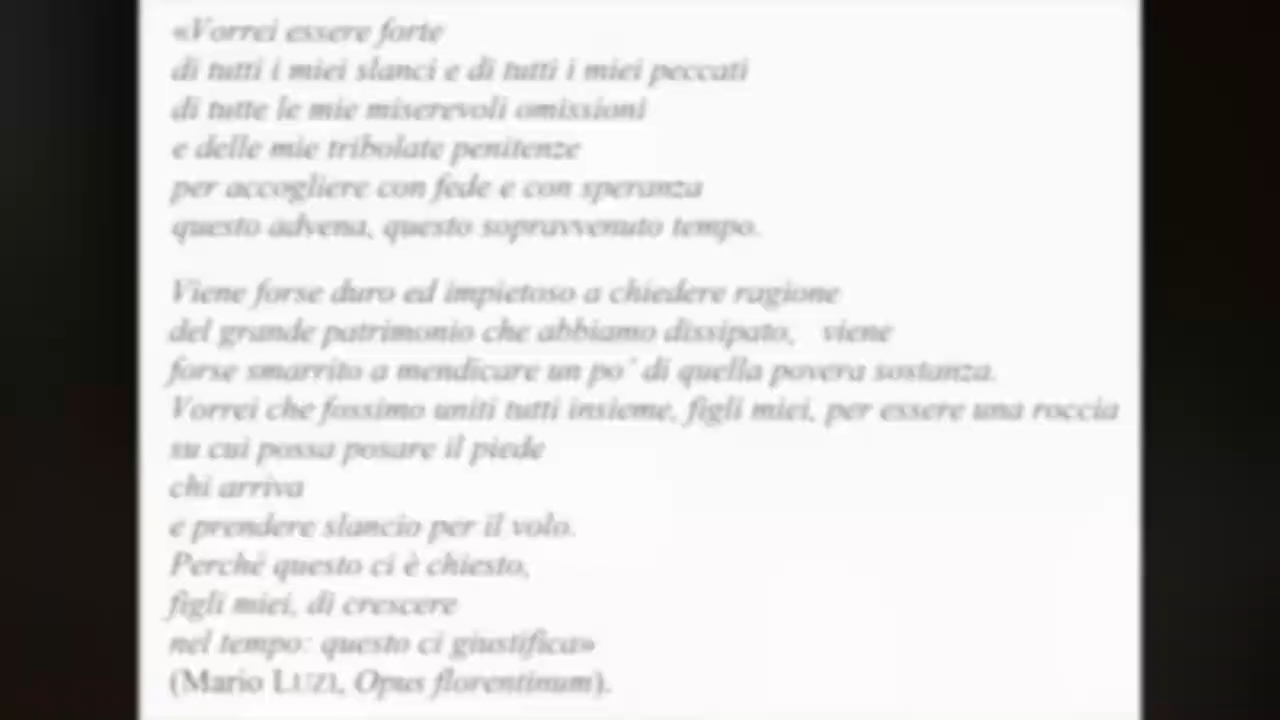 «Vorrei essere forte
di tutti i miei slanci e di tutti i miei peccati
di tutte le mie miserevoli omissioni
e delle mie tribolate penitenze
per accogliere con fede e con speranza
questo advena, questo sopravvenuto tempo.
Viene forse duro ed impietoso a chiedere ragione
del grande patrimonio che abbiamo dissipato, viene
forse smarrito a mendicare un po' di quella povera sostanza.
Vorrei che fossimo uniti tutti insieme, figli miei, per essere una roccia
su cui possa posare il piede
chi arriva
e prendere slancio per il volo.
Perché questo ci è chiesto,
figli miei, di crescere
nel tempo: questo ci giustifica»
(Mario LUZI, Opus florentinum).